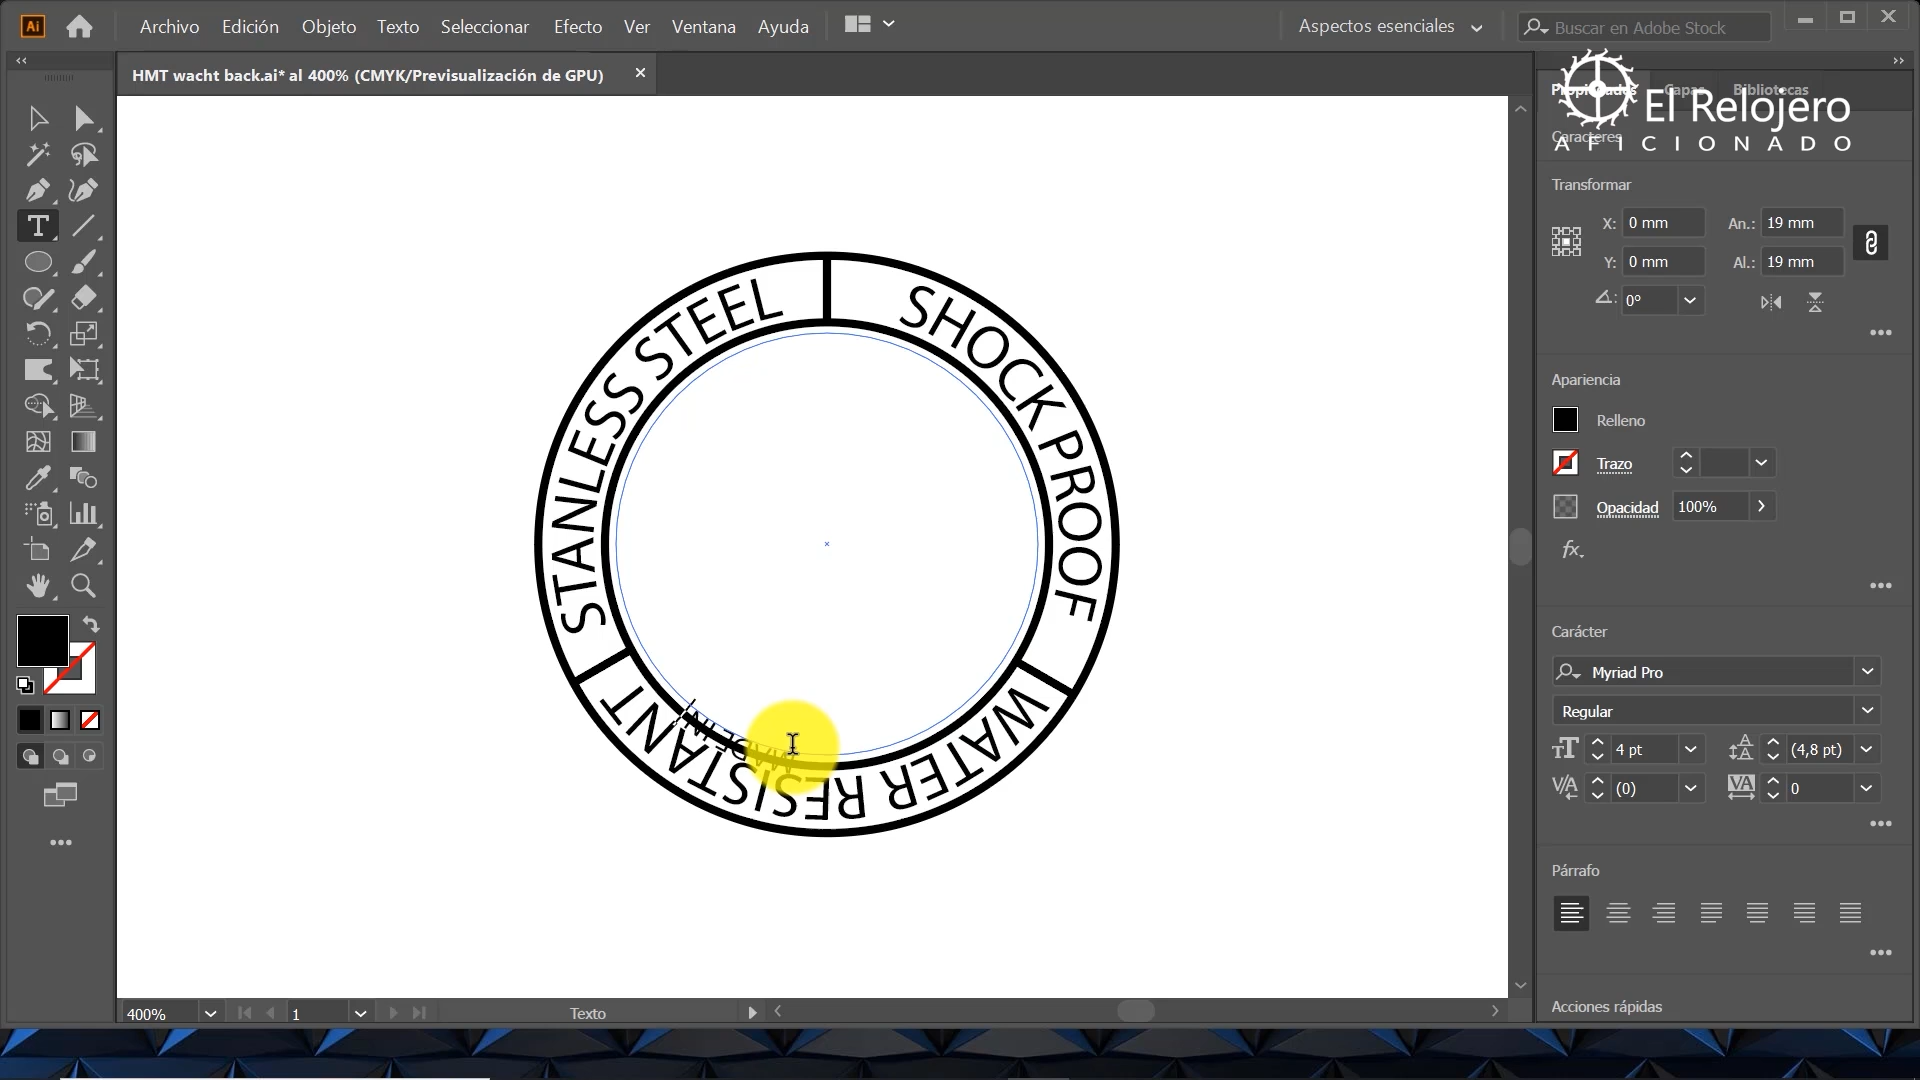 Ai
Archivo Edición Objeto Texto Seleccionar Efecto Ver Ventana Ayuda
Aspectos esenciales
Buscar en Adobe Stock
HMT wacht back.ai* al 400% (CMYK/Previsualización de GPU)
Propiedades Capas Bibliotecas
El Relojero
AFICIONADO
Caracteres
Transformar
X: 0 mm An.: 19 mm
Y: 0 mm Al.: 19 mm
0°
Apariencia
Relleno
Trazo
Opacidad 100%
fx.
Carácter
Myriad Pro
Regular
4 pt (4,8 pt)
(0) 0
Párrafo
Acciones rápidas
STANLESS STEEL
SHOCK PROOF
WATER RESISTANT
MADE IN
400% 1 Texto